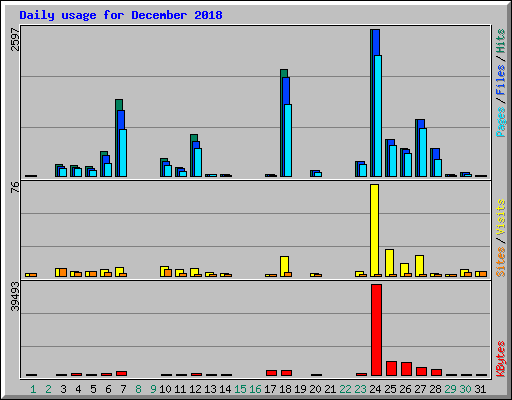 Daily usage for December 2018
2597
Pages / Files / Hits
76
Sites / Visits
39493
KBytes
1 2 3 4 5 6 7 8 9 10 11 12 13 14 15 16 17 18 19 20 21 22 23 24 25 26 27 28 29 30 31